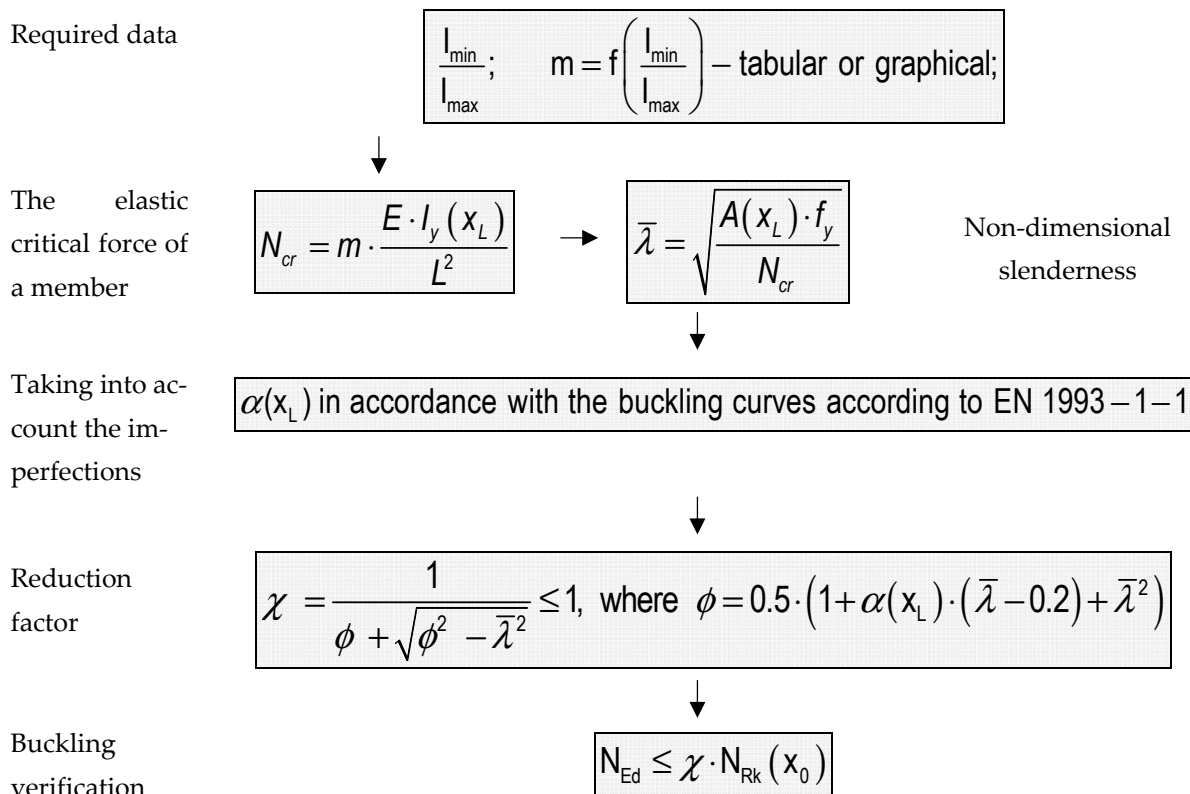 Required data
I_min / I_max ; m = f( I_min / I_max ) – tabular or graphical;
The elastic
critical force of
a member
N_cr = m · E · I_y (x_L) / L²
λ̄ = √( A(x_L) · f_y / N_cr )
Non-dimensional
slenderness
Taking into ac-
count the im-
perfections
α(x_L) in accordance with the buckling curves according to EN 1993 – 1 – 1
Reduction
factor
χ = 1 / ( ϕ + √( ϕ² − λ̄² ) ) ≤ 1, where ϕ = 0.5 · ( 1 + α(x_L) · ( λ̄ − 0.2 ) + λ̄² )
Buckling
verification
N_Ed ≤ χ · N_Rk (x_0)